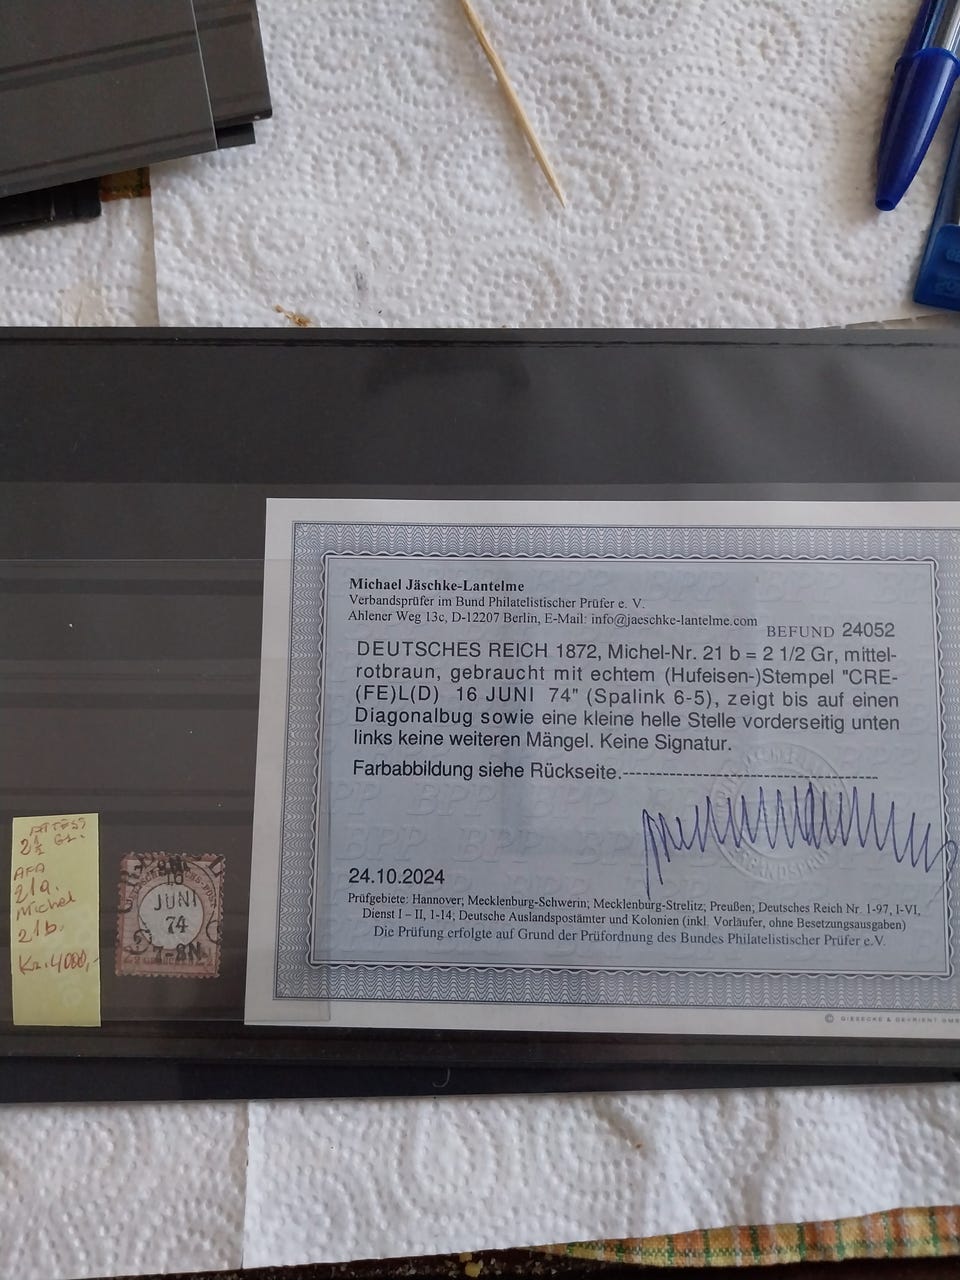 Michael Jäschke-Lantelme
Verbandsprüfer im Bund Philatelistischer Prüfer e. V.
Ahlener Weg 13c, D-12207 Berlin, E-Mail: info@jaeschke-lantelme.com
BEFUND 24052
DEUTSCHES REICH 1872, Michel-Nr. 21 b = 2 1/2 Gr, mittel-
rotbraun, gebraucht mit echtem (Hufeisen-)Stempel "CRE-
(FE)L(D) 16 JUNI 74" (Spalink 6-5), zeigt bis auf einen
Diagonalbug sowie eine kleine helle Stelle vorderseitig unten
links keine weiteren Mängel. Keine Signatur.
Farbabbildung siehe Rückseite.
24.10.2024
Prüfgebiete: Hannover; Mecklenburg-Schwerin; Mecklenburg-Strelitz; Preußen; Deutsches Reich Nr. 1-97, I-VI,
Dienst I – II, 1-14; Deutsche Auslandspostämter und Kolonien (inkl. Vorläufer, ohne Besetzungsausgaben)
Die Prüfung erfolgte auf Grund der Prüfordnung des Bundes Philatelistischer Prüfer e.V.
© GIESECKE & DEVRIENT GMB
ATTEST
2½ Gr.
AFA
21a.
Michel
21b.
Kr. 4000,-
JUNI
74